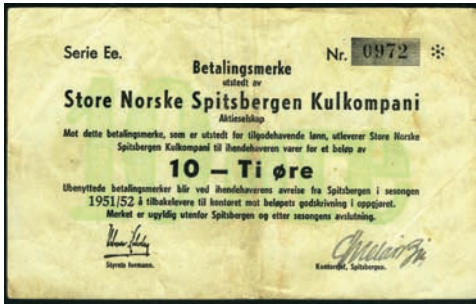 Serie Ee. Nr. 0972 *
Betalingsmerke
utstedt av
Store Norske Spitsbergen Kulkompani
Aktieselskap
Mot dette betalingsmerke, som er utstedt for tilgodehavende lønn, utleverer Store Norske
Spitsbergen Kulkompani til ihendehaveren varer for et beløp av
10 — Ti øre
Ubenyttede betalingsmerker blir ved ihendehaverens avreise fra Spitsbergen i sesongen
1951/52 å tilbakelevere til kontoret mot beløpets godskrivning i oppgjøret.
Merket er ugyldig utenfor Spitsbergen og etter sesongens avslutning.
Styrets formann. Kontorsjef, Spitsbergen.